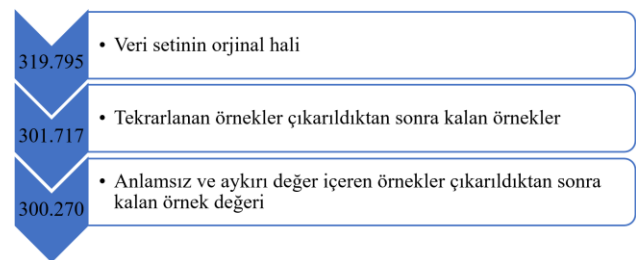 319.795
• Veri setinin orjinal hali
301.717
• Tekrarlanan örnekler çıkarıldıktan sonra kalan örnekler
300.270
• Anlamsız ve aykırı değer içeren örnekler çıkarıldıktan sonra
kalan örnek değeri